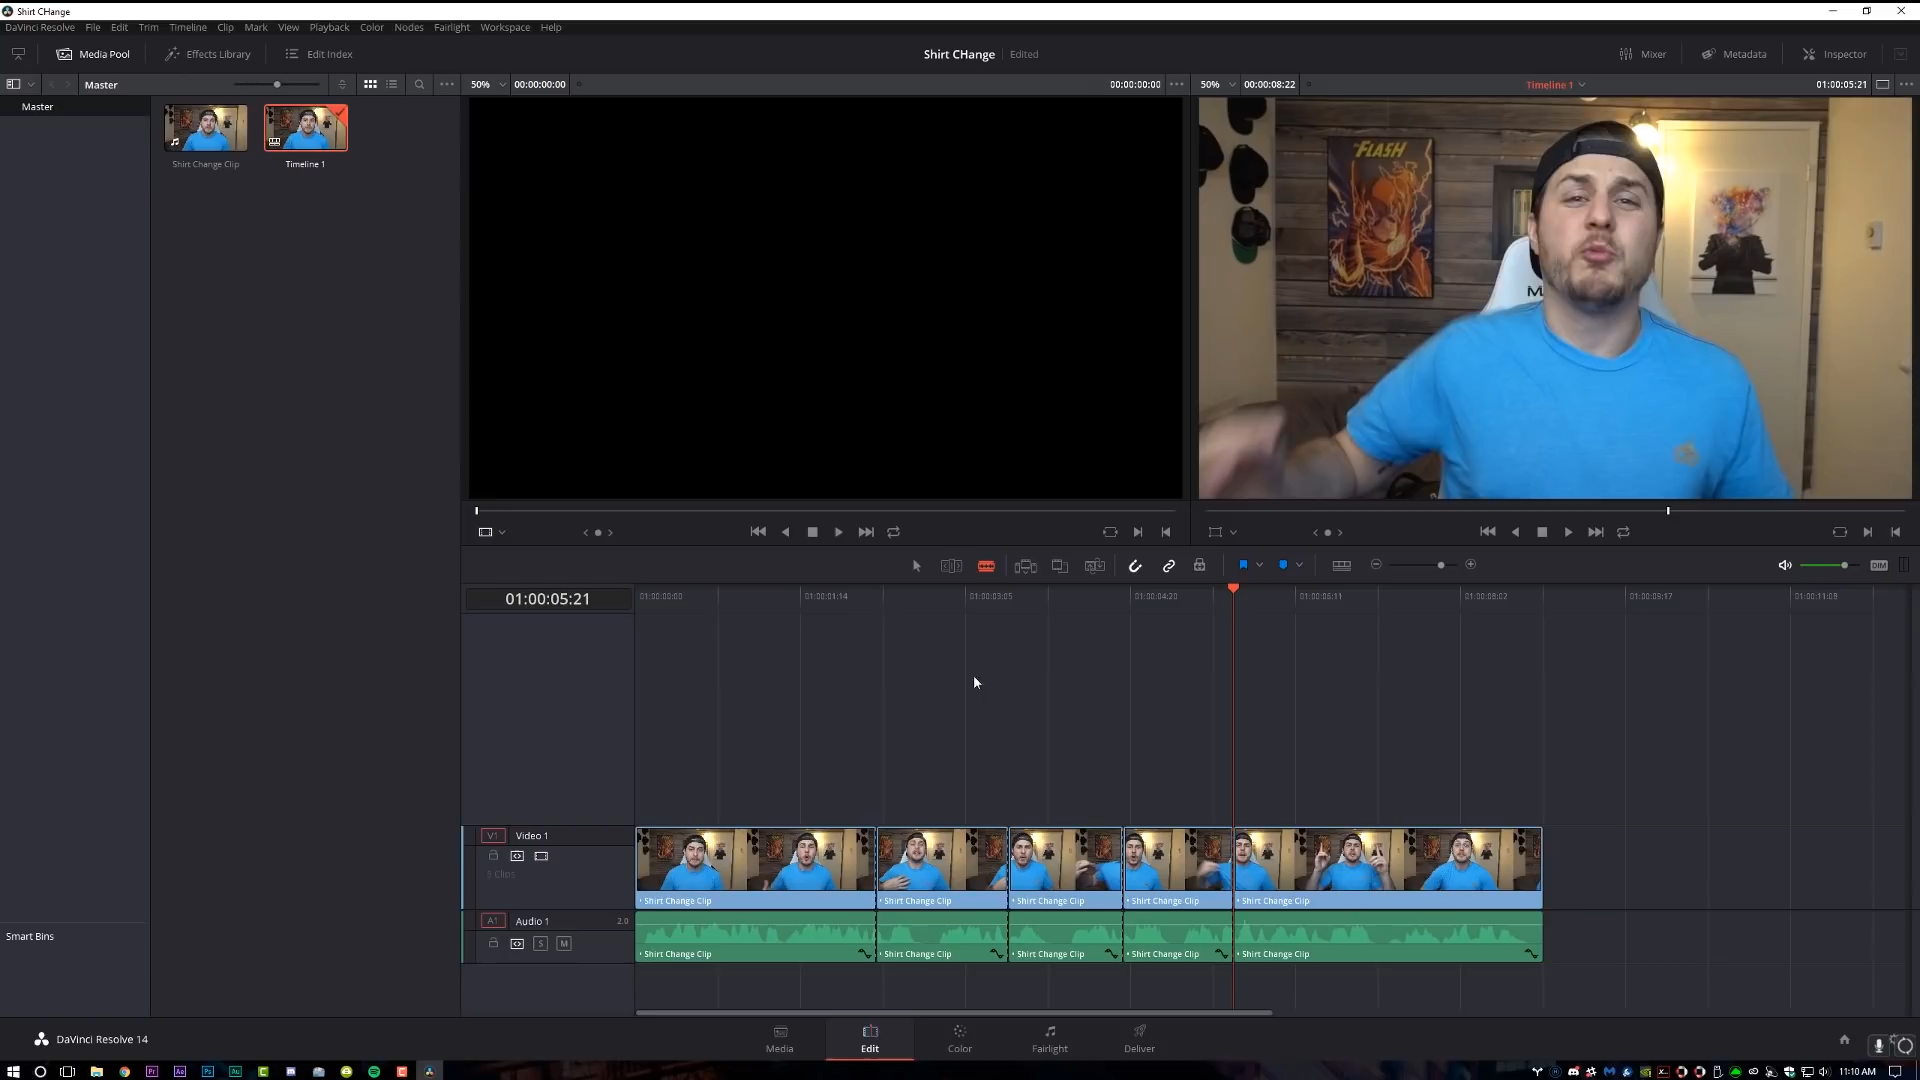 Shirt CHange
DaVinci Resolve File Edit Trim Timeline Clip Mark View Playback Color Nodes Fairlight Workspace Help
Media Pool Effects Library Edit Index Shirt CHange Edited Mixer Metadata Inspector
Master 50% 00:00:00:00 00:00:00:00 50% 00:00:08:22 Timeline 1 01:00:05:21
Master
Shirt Change Clip Timeline 1
FLASH
01:00:05:21 01:00:00:00 01:00:01:14 01:00:03:05 01:00:04:20 01:00:06:11 01:00:08:02 01:00:09:17 01:00:11:08
DIM
V1 Video 1
5 Clips
Shirt Change Clip Shirt Change Clip Shirt Change Clip Shirt Change Clip Shirt Change Clip
A1 Audio 1 2.0
S M
Shirt Change Clip Shirt Change Clip Shirt Change Clip Shirt Change Clip Shirt Change Clip
Smart Bins
DaVinci Resolve 14
Media Edit Color Fairlight Deliver
Pr Ae Ps Au
11:10 AM